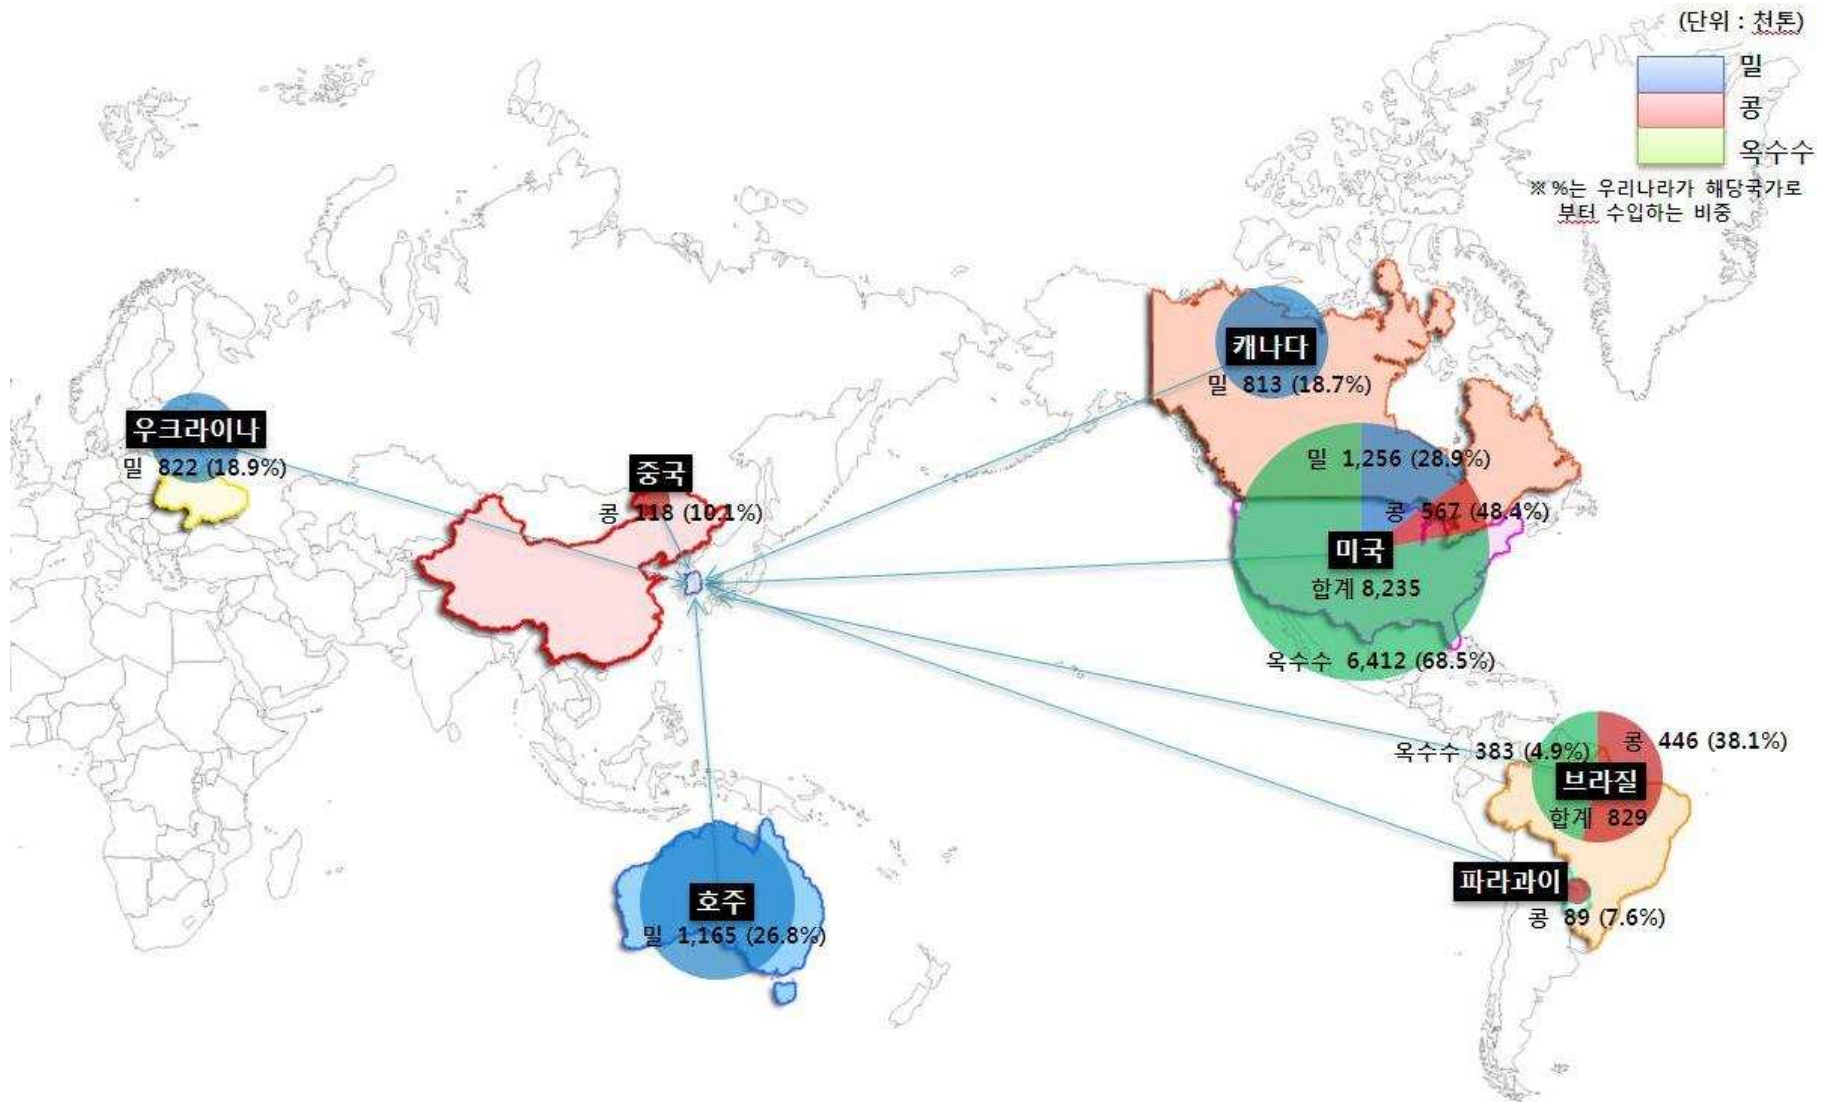 (단위 : 천톤)
밀
콩
옥수수
※ %는 우리나라가 해당국가로
부터 수입하는 비중
캐나다
밀 813 (18.7%)
우크라이나
밀 822 (18.9%)
중국
콩 118 (10.1%)
밀 1,256 (28.9%)
콩 567 (48.4%)
미국
합계 8,235
옥수수 6,412 (68.5%)
옥수수 383 (4.9%)
콩 446 (38.1%)
브라질
합계 829
파라과이
콩 89 (7.6%)
호주
밀 1,165 (26.8%)